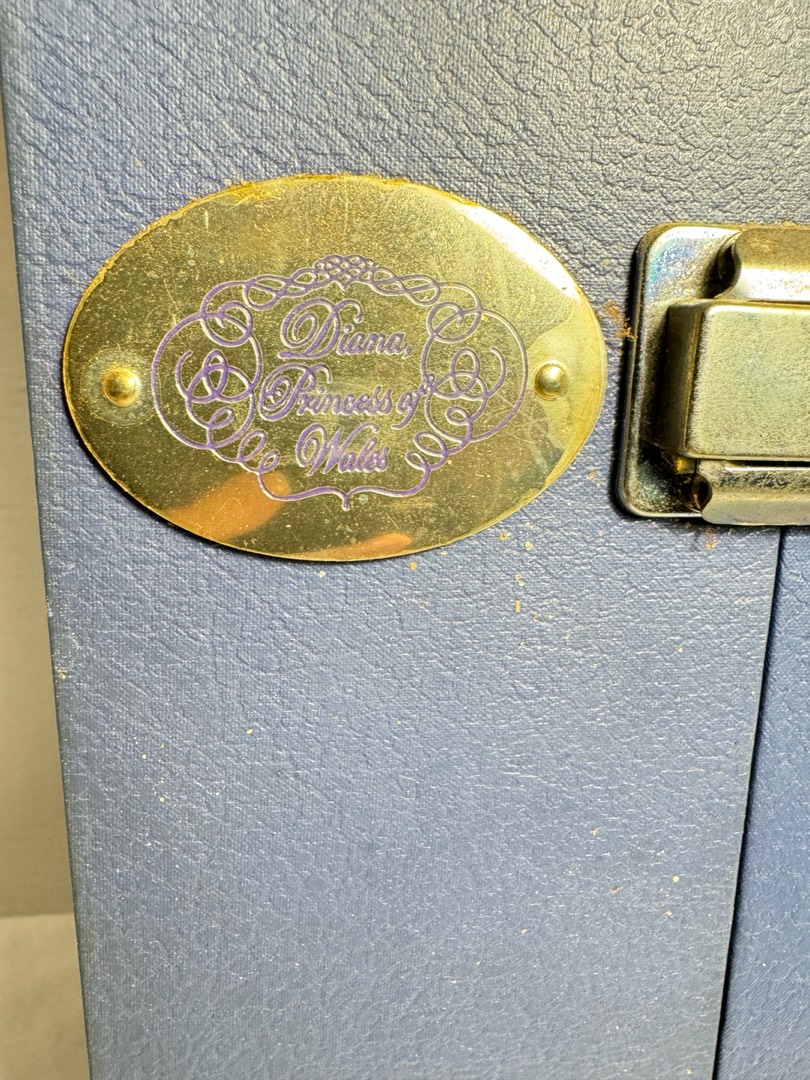 Diana,
Princess of
Wales